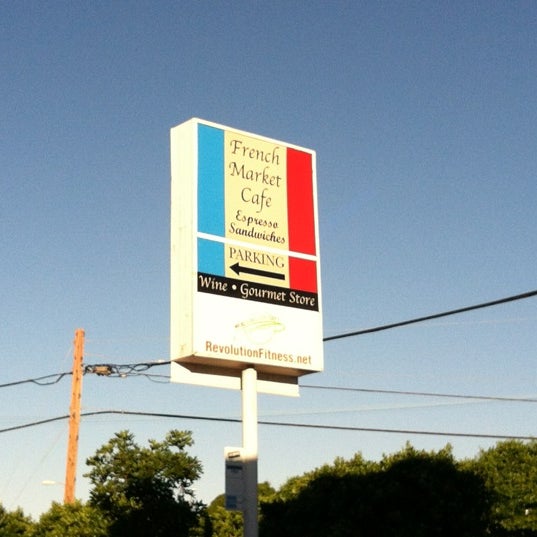 French
Market
Cafe
Espresso
Sandwiches
PARKING
Wine • Gourmet Store
RevolutionFitness.net